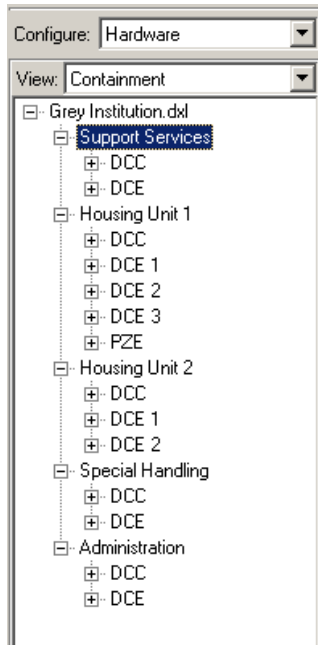 Configure: Hardware
View: Containment
Grey Institution.dxl
Support Services
DCC
DCE
Housing Unit 1
DCC
DCE 1
DCE 2
DCE 3
PZE
Housing Unit 2
DCC
DCE 1
DCE 2
Special Handling
DCC
DCE
Administration
DCC
DCE